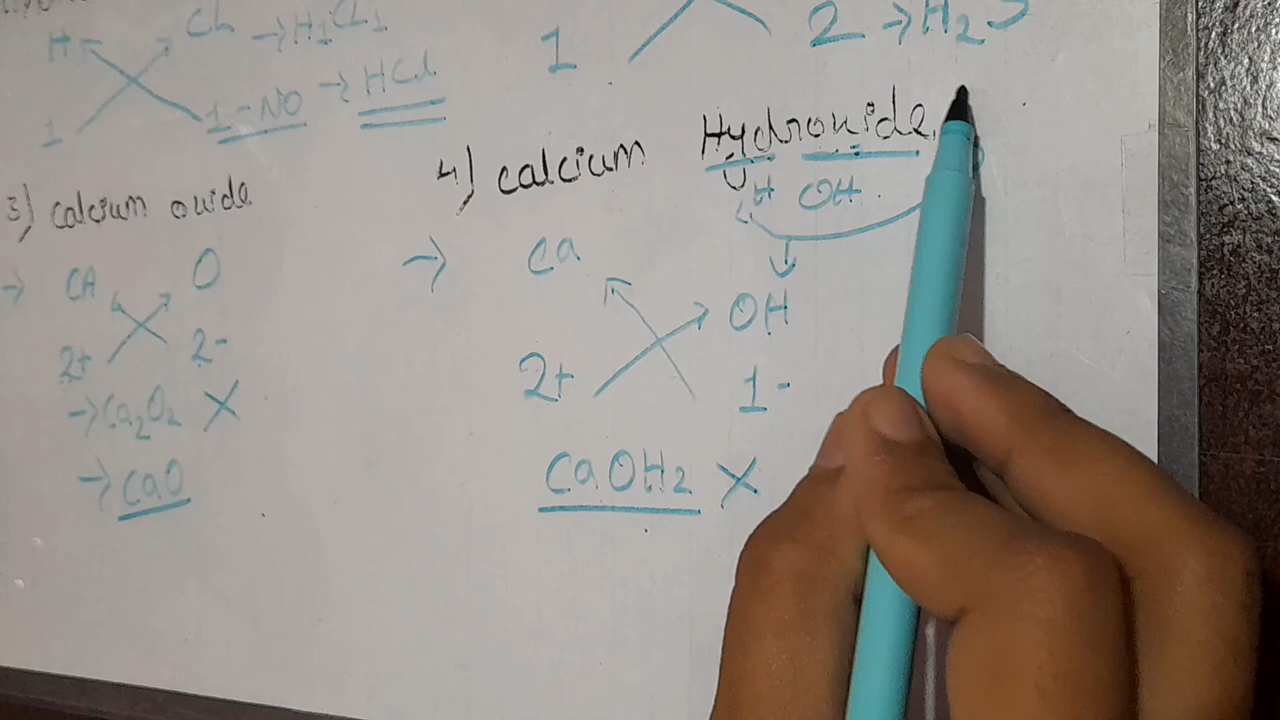 H Cl → H1Cl1
1 1-NO → HCl
1 2 → H2S
3) calcium oxide
→ CA O
2+ 2-
→ Ca2O2 X
→ CaO
4) calcium Hydroxide
H OH
→ Ca OH
2+ 1-
CaOH2 X